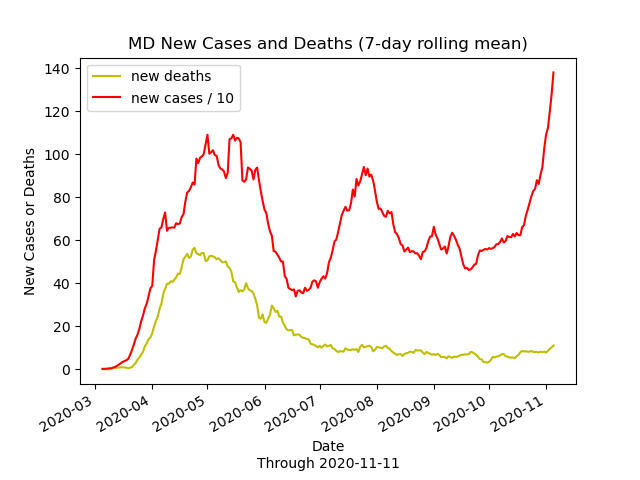 MD New Cases and Deaths (7-day rolling mean)
new deaths
new cases / 10
New Cases or Deaths
140
120
100
80
60
40
20
0
2020-03
2020-04
2020-05
2020-06
2020-07
2020-08
2020-09
2020-10
2020-11
Date
Through 2020-11-11